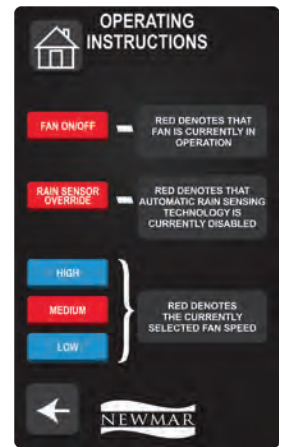 OPERATING
INSTRUCTIONS
FAN ON/OFF
RED DENOTES THAT
FAN IS CURRENTLY IN
OPERATION
RAIN SENSOR
OVERRIDE
RED DENOTES THAT
AUTOMATIC RAIN SENSING
TECHNOLOGY IS
CURRENTLY DISABLED
HIGH
MEDIUM
LOW
RED DENOTES
THE CURRENTLY
SELECTED FAN SPEED
NEWMAR